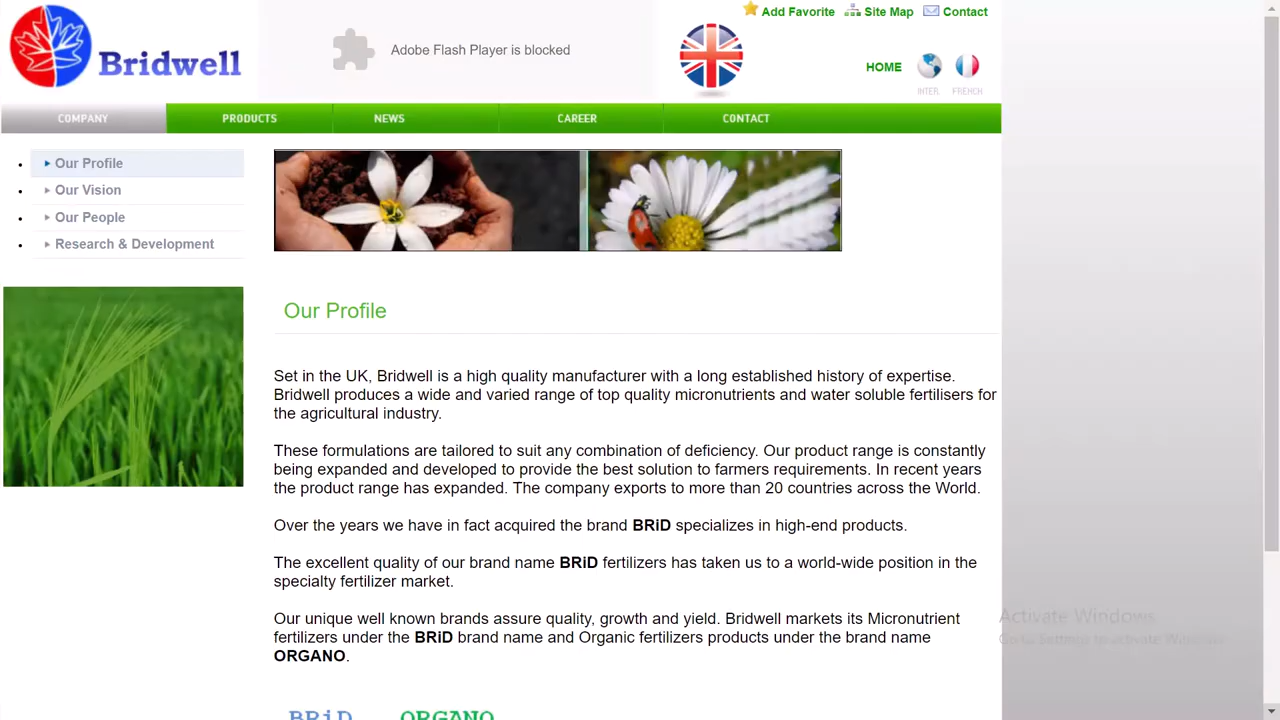 Bridwell
Adobe Flash Player is blocked
Add Favorite Site Map Contact
HOME
INTER. FRENCH
COMPANY PRODUCTS NEWS CAREER CONTACT
Our Profile
Our Vision
Our People
Research & Development
Our Profile
Set in the UK, Bridwell is a high quality manufacturer with a long established history of expertise.
Bridwell produces a wide and varied range of top quality micronutrients and water soluble fertilisers for
the agricultural industry.
These formulations are tailored to suit any combination of deficiency. Our product range is constantly
being expanded and developed to provide the best solution to farmers requirements. In recent years
the product range has expanded. The company exports to more than 20 countries across the World.
Over the years we have in fact acquired the brand BRiD specializes in high-end products.
The excellent quality of our brand name BRiD fertilizers has taken us to a world-wide position in the
specialty fertilizer market.
Our unique well known brands assure quality, growth and yield. Bridwell markets its Micronutrient
fertilizers under the BRiD brand name and Organic fertilizers products under the brand name
ORGANO.
BRiD ORGANO
Activate Windows
Go to Settings to activate Windows.